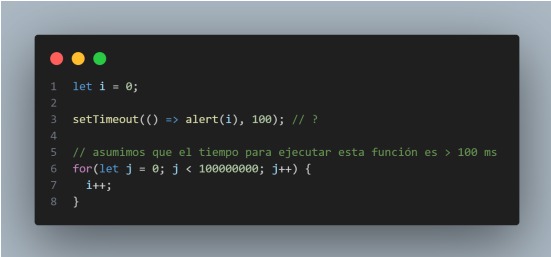 1 let i = 0;
2
3 setTimeout(() => alert(i), 100); // ?
4
5 // asumimos que el tiempo para ejecutar esta función es > 100 ms
6 for(let j = 0; j < 100000000; j++) {
7   i++;
8 }